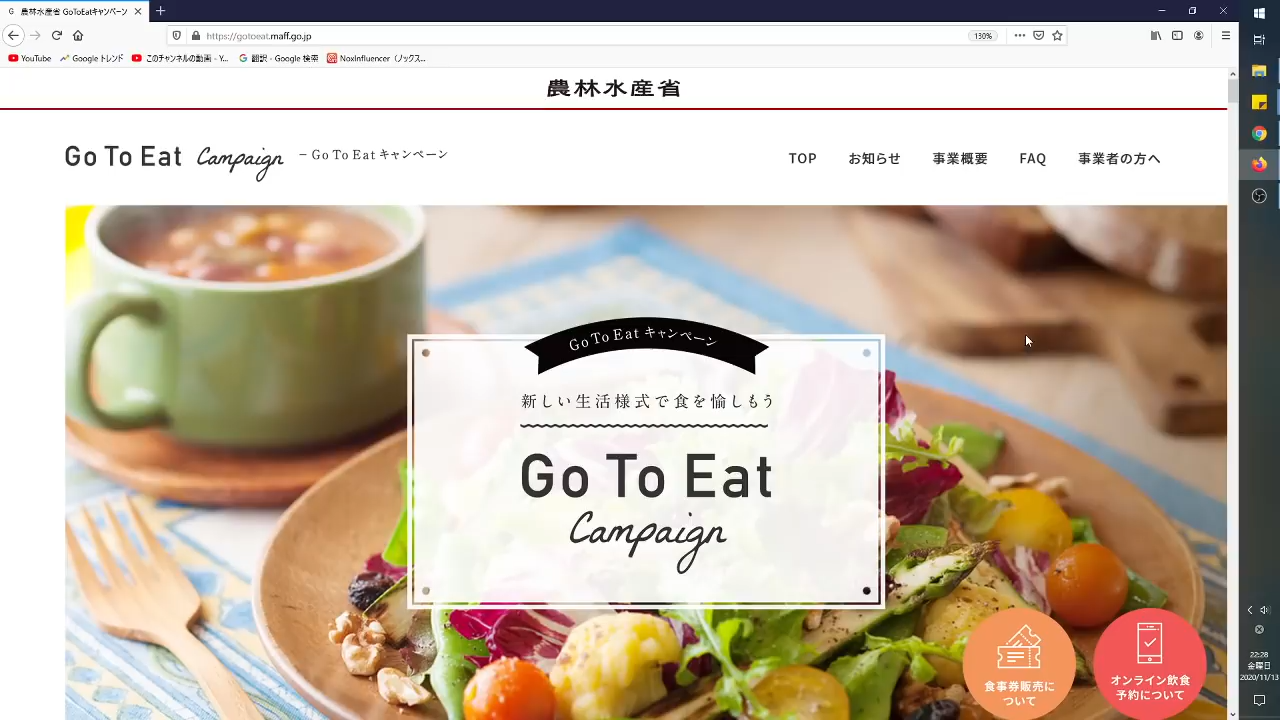 農林水産省 GoToEatキャンペーン
https://gotoeat.maff.go.jp
130%
YouTube
Google トレンド
このチャンネルの動画 - Y...
翻訳 - Google 検索
NoxInfluencer（ノックス...
農林水産省
Go To Eat Campaign
– Go To Eat キャンペーン
TOP
お知らせ
事業概要
FAQ
事業者の方へ
Go To Eat キャンペーン
新しい生活様式で食を愉しもう
Go To Eat
Campaign
食事券販売に
ついて
オンライン飲食
予約について
22:28
金曜日
2020/11/13